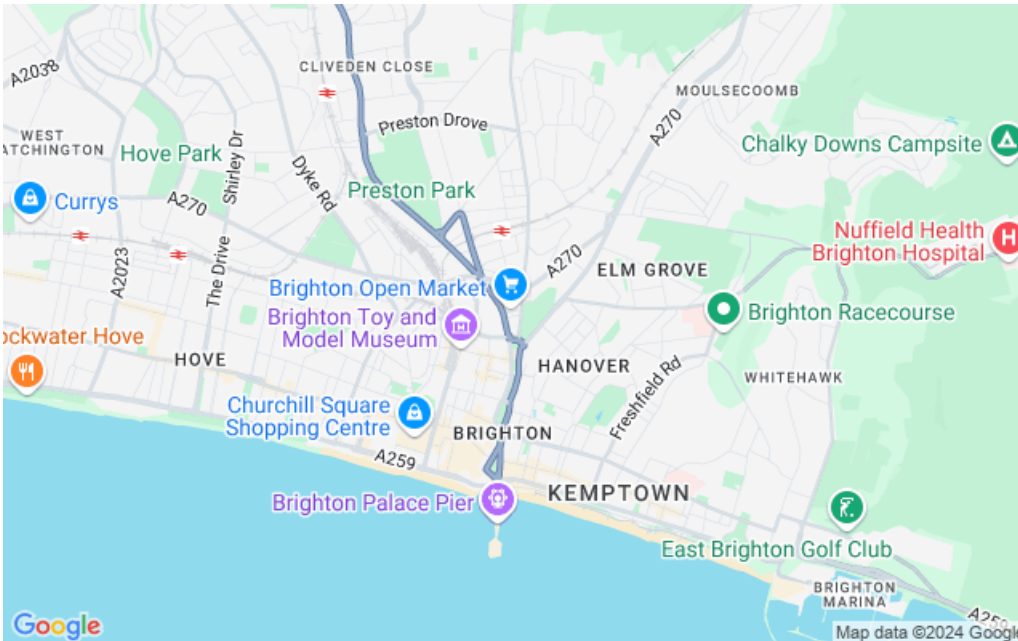 A2038
CLIVEDEN CLOSE
MOULSECOOMB
Preston Drove
A270
WEST
ATCHINGTON
Hove Park
Shirley Dr
Dyke Rd
Chalky Downs Campsite
Preston Park
Currys
A270
Nuffield Health
Brighton Hospital
A2023
The Drive
A270
ELM GROVE
Brighton Open Market
Brighton Toy and
Model Museum
Brighton Racecourse
ockwater Hove
HOVE
HANOVER
Freshfield Rd
WHITEHAWK
Churchill Square
Shopping Centre
BRIGHTON
A259
Brighton Palace Pier
KEMPTOWN
East Brighton Golf Club
BRIGHTON
MARINA
A259
Google
Map data ©2024 Google